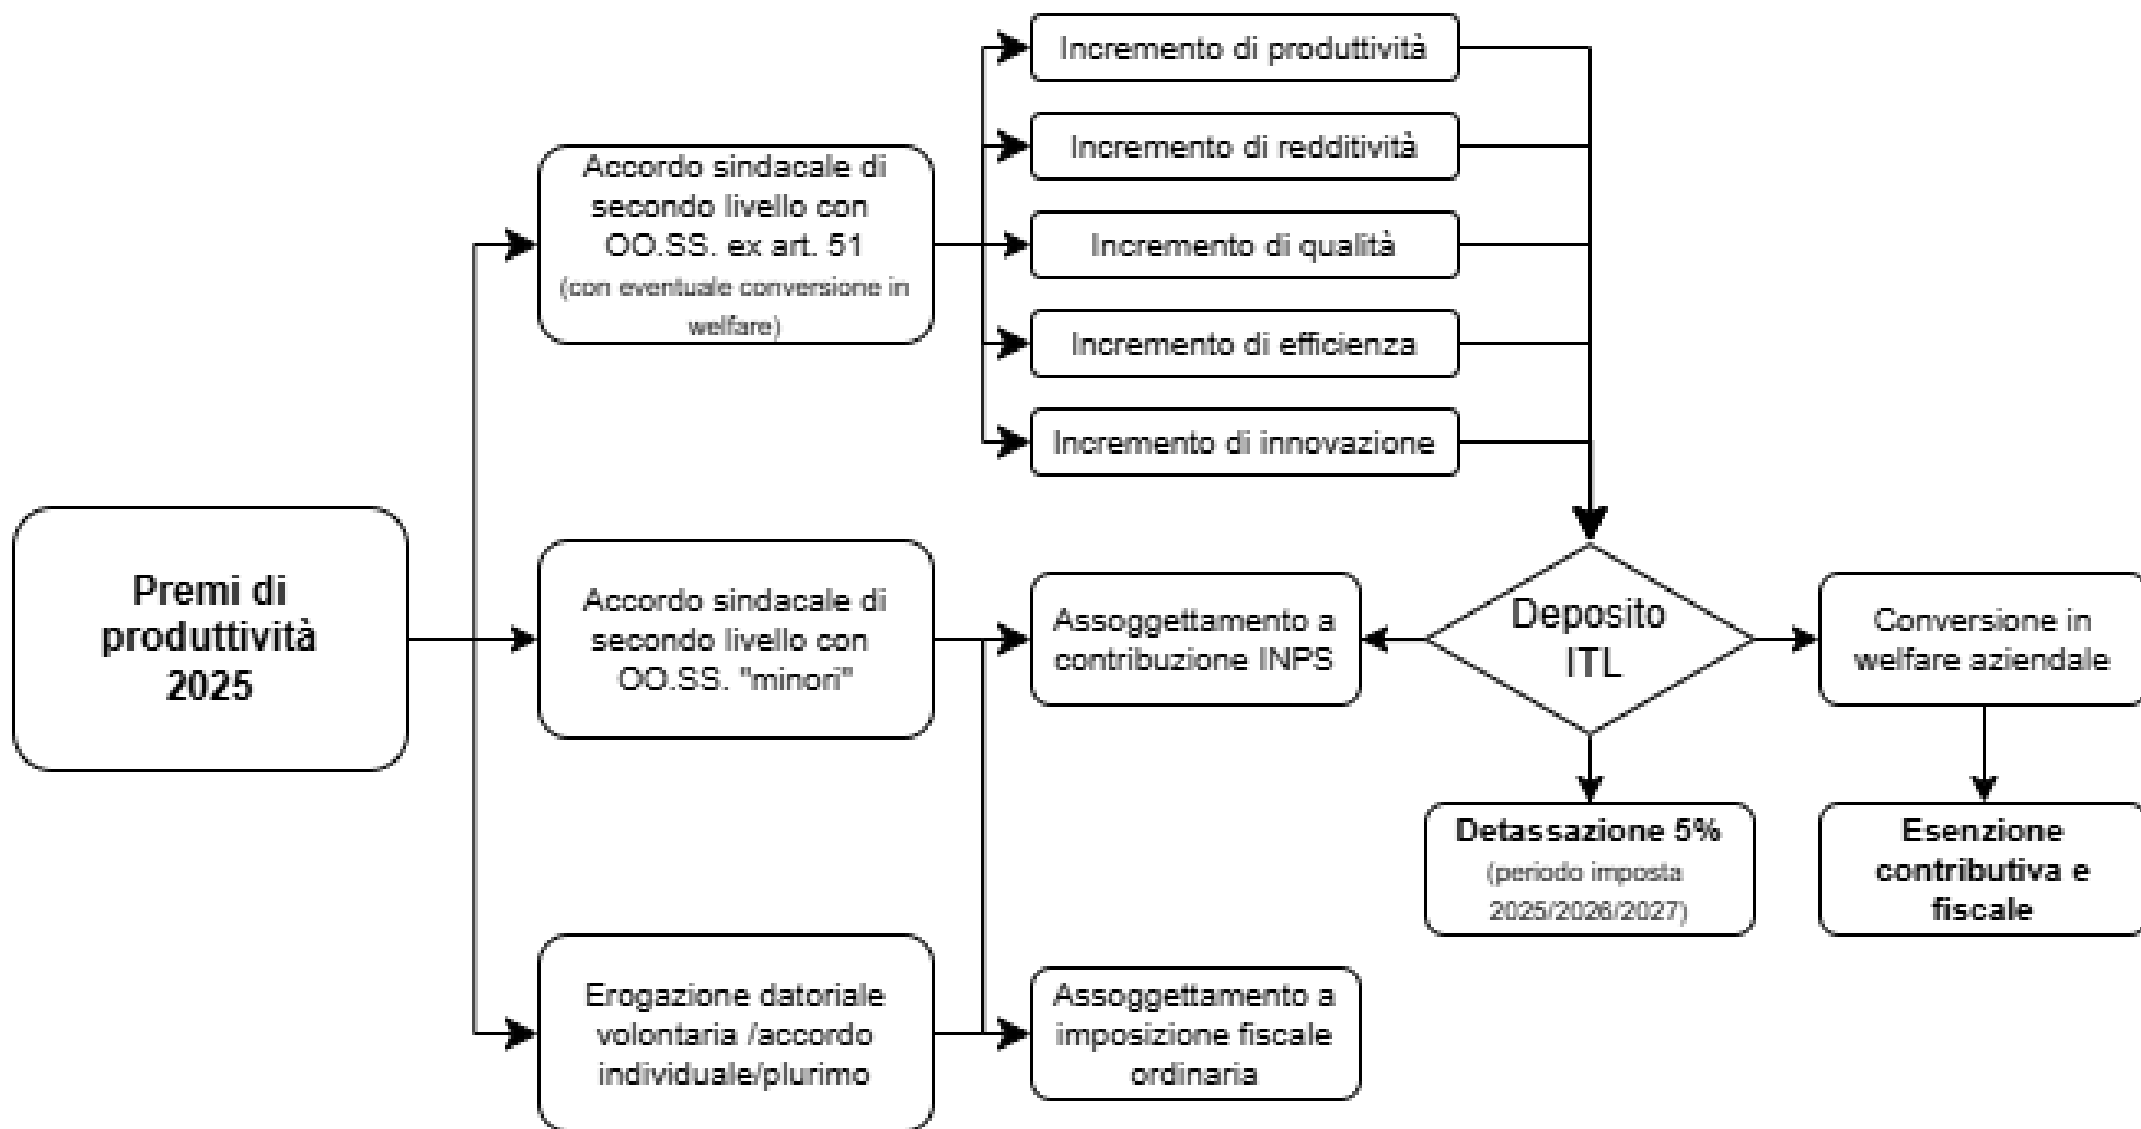 Premi di
produttività
2025
Accordo sindacale di
secondo livello con
OO.SS. ex art. 51
(con eventuale conversione in
welfare)
Accordo sindacale di
secondo livello con
OO.SS. "minori"
Erogazione datoriale
volontaria /accordo
individuale/plurimo
Incremento di produttività
Incremento di redditività
Incremento di qualità
Incremento di efficienza
Incremento di innovazione
Assoggettamento a
contribuzione INPS
Assoggettamento a
imposizione fiscale
ordinaria
Deposito
ITL
Detassazione 5%
(periodo imposta
2025/2026/2027)
Conversione in
welfare aziendale
Esenzione
contributiva e
fiscale